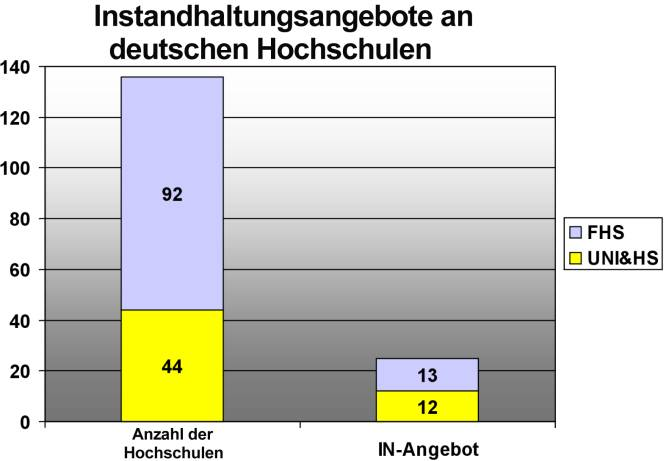 Instandhaltungsangebote an
deutschen Hochschulen
140
120
100
80
60
40
20
0
92
44
13
12
FHS
UNI&HS
Anzahl der
Hochschulen
IN-Angebot